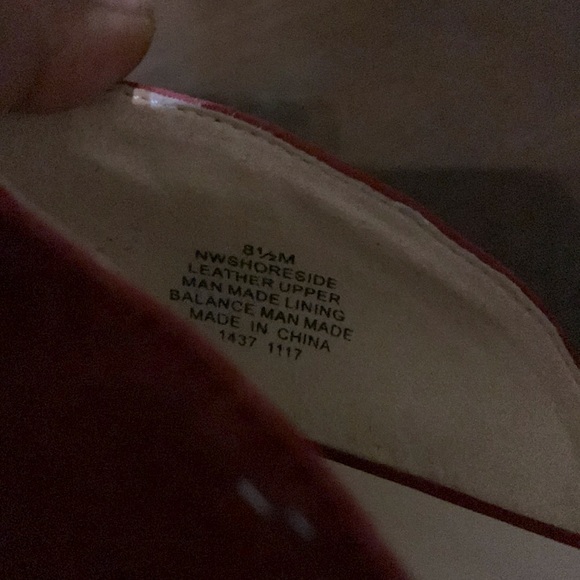 8½M
NWSHORESIDE
LEATHER UPPER
MAN MADE LINING
BALANCE MAN MADE
MADE IN CHINA
1437 1117